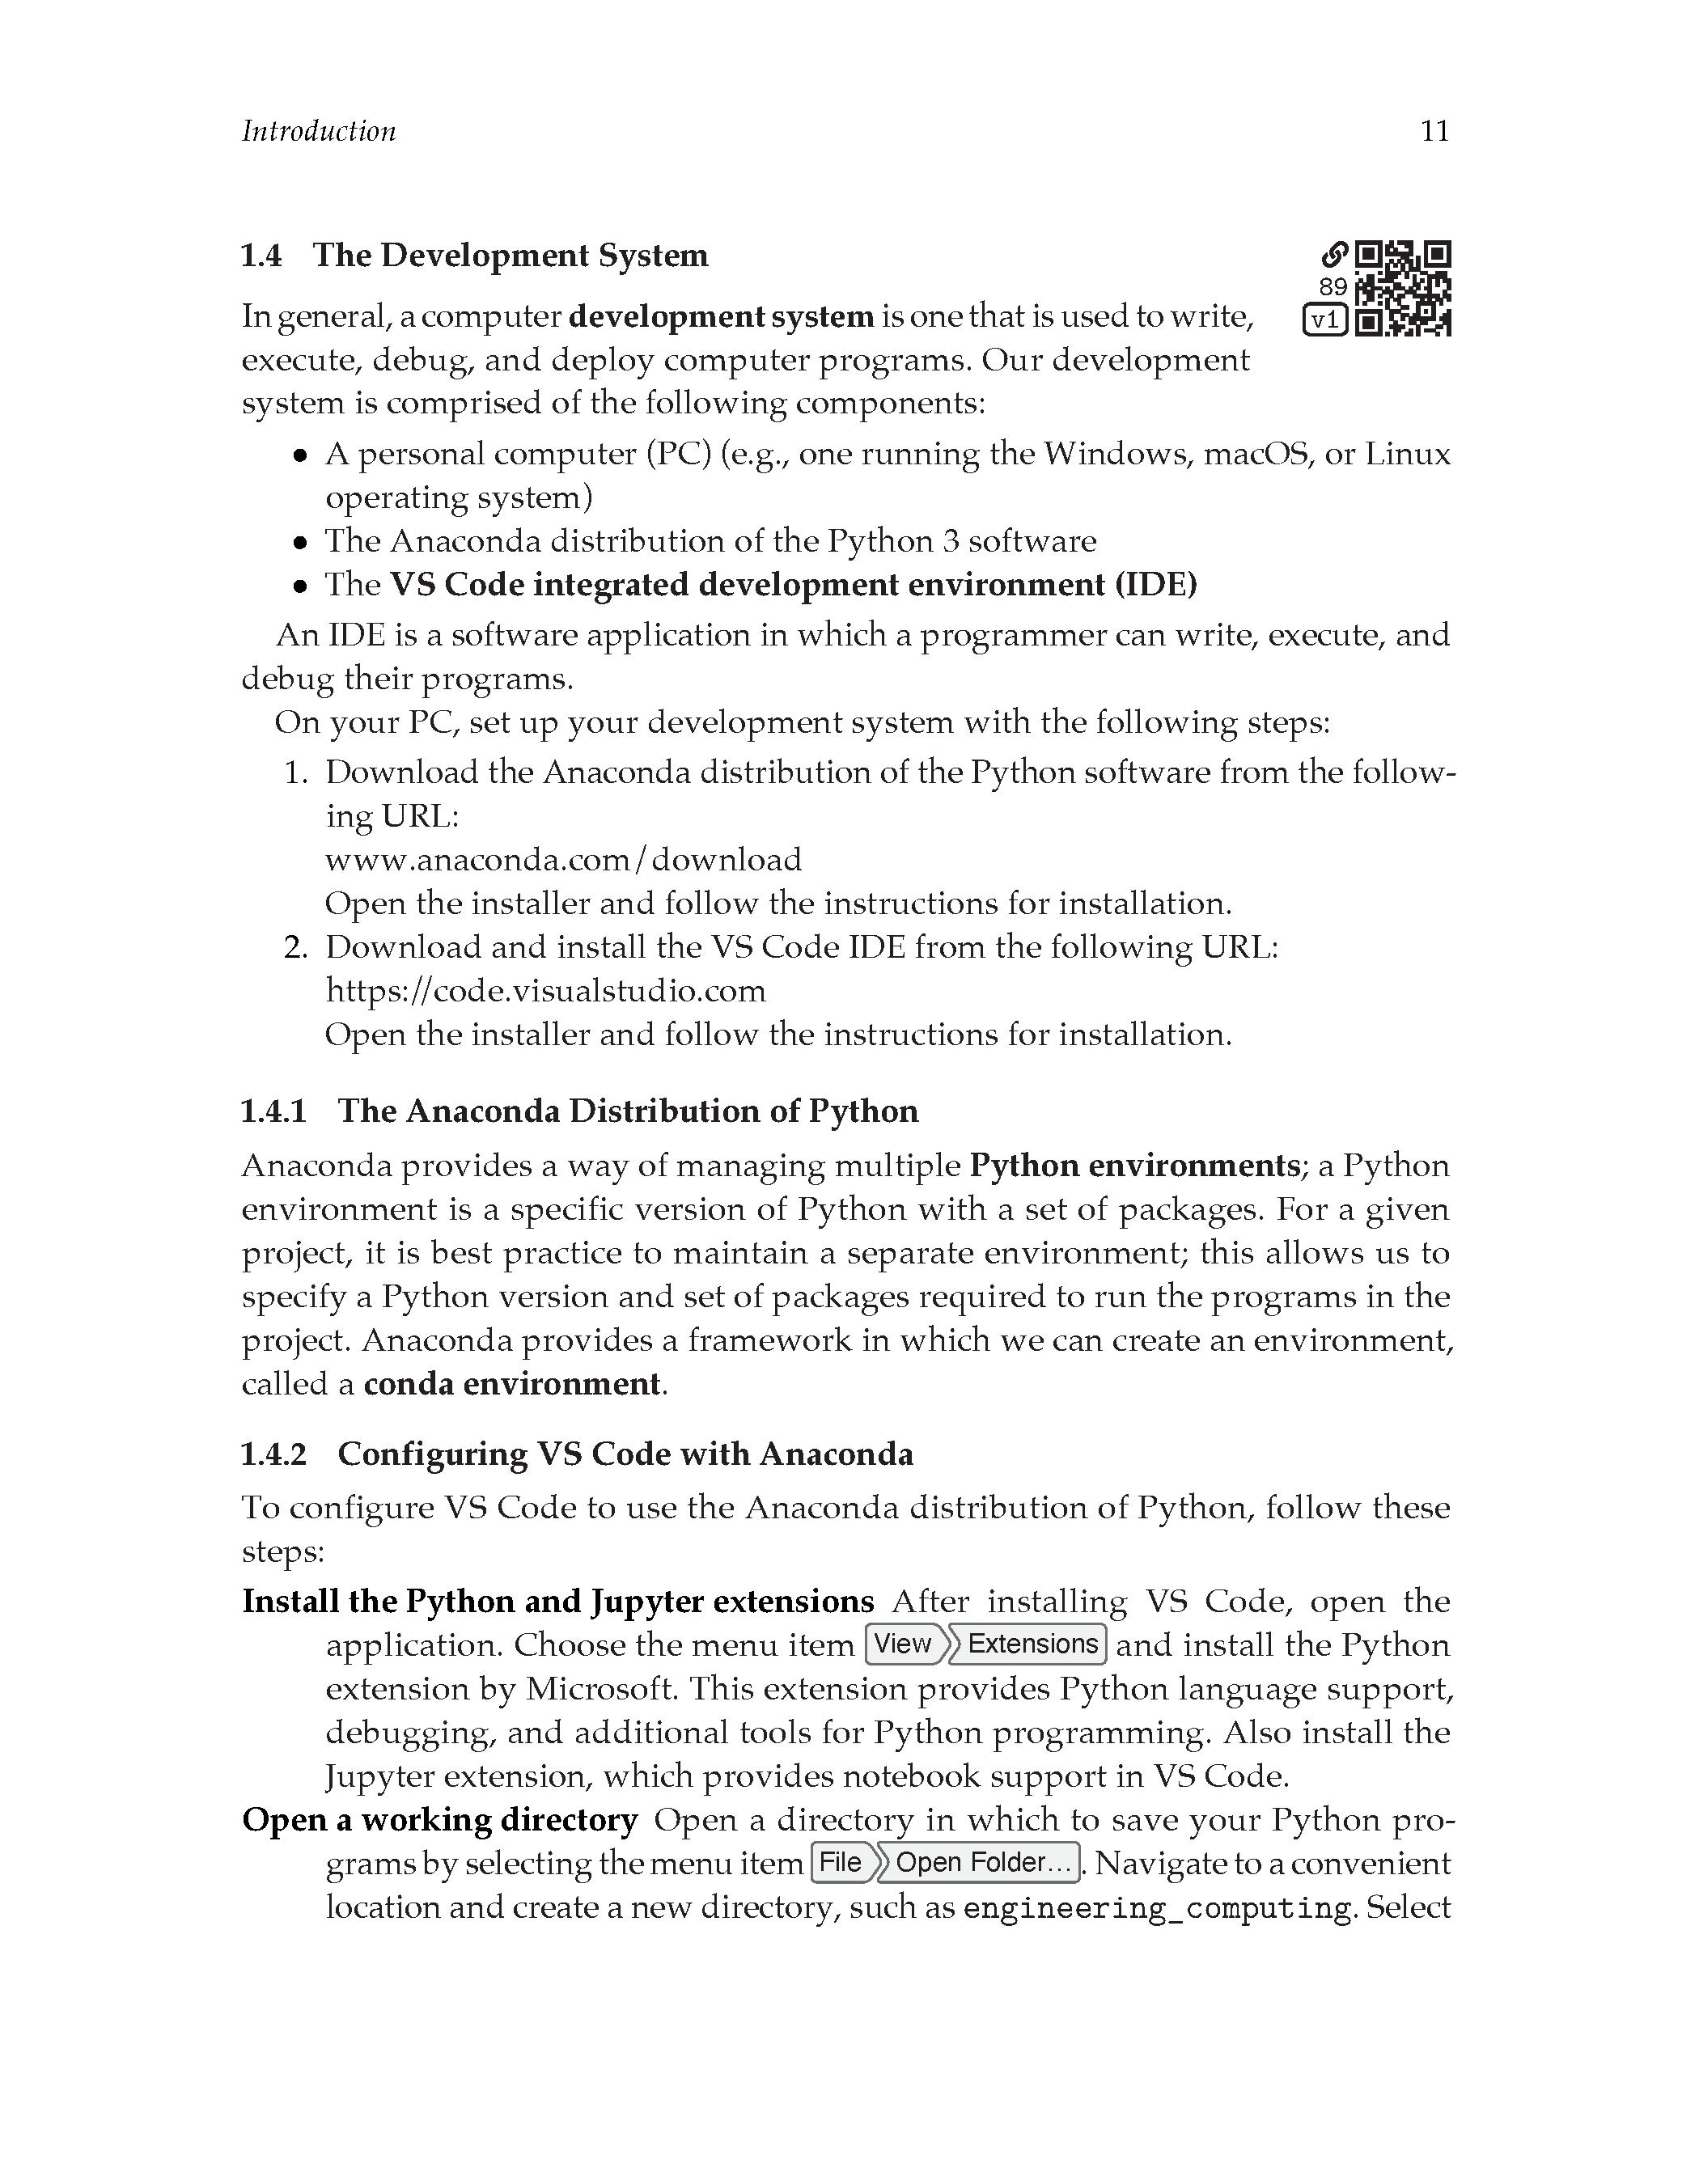 Introduction 11
1.4 The Development System
89
v1
In general, a computer development system is one that is used to write,
execute, debug, and deploy computer programs. Our development
system is comprised of the following components:
• A personal computer (PC) (e.g., one running the Windows, macOS, or Linux
operating system)
• The Anaconda distribution of the Python 3 software
• The VS Code integrated development environment (IDE)
An IDE is a software application in which a programmer can write, execute, and
debug their programs.
On your PC, set up your development system with the following steps:
1. Download the Anaconda distribution of the Python software from the follow-
ing URL:
www.anaconda.com/download
Open the installer and follow the instructions for installation.
2. Download and install the VS Code IDE from the following URL:
https://code.visualstudio.com
Open the installer and follow the instructions for installation.
1.4.1 The Anaconda Distribution of Python
Anaconda provides a way of managing multiple Python environments; a Python
environment is a specific version of Python with a set of packages. For a given
project, it is best practice to maintain a separate environment; this allows us to
specify a Python version and set of packages required to run the programs in the
project. Anaconda provides a framework in which we can create an environment,
called a conda environment.
1.4.2 Configuring VS Code with Anaconda
To configure VS Code to use the Anaconda distribution of Python, follow these
steps:
Install the Python and Jupyter extensions After installing VS Code, open the
application. Choose the menu item View Extensions and install the Python
extension by Microsoft. This extension provides Python language support,
debugging, and additional tools for Python programming. Also install the
Jupyter extension, which provides notebook support in VS Code.
Open a working directory Open a directory in which to save your Python pro-
grams by selecting the menu item File Open Folder... . Navigate to a convenient
location and create a new directory, such as engineering_computing. Select